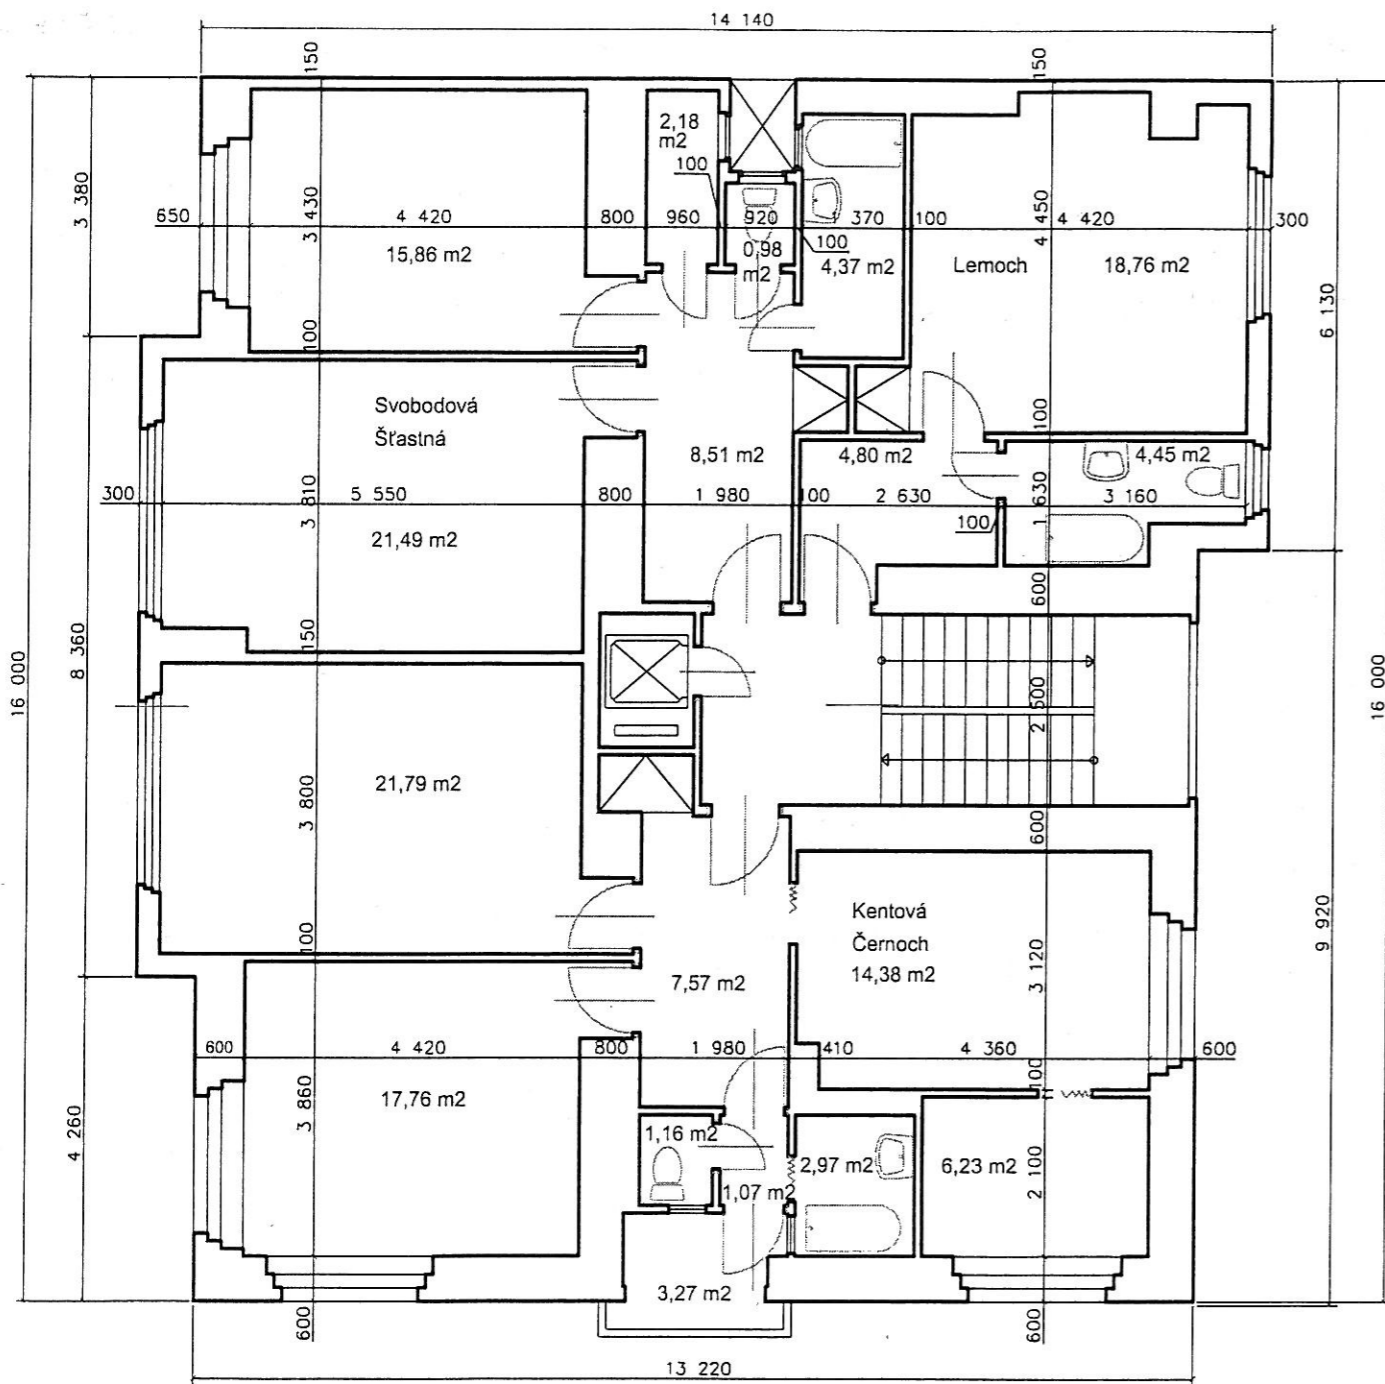 14 140
150
150
2,18
m2
100
3 380
650
3 430
4 420
800
960
920
370
100
4 450
4 420
300
15,86 m2
0,98
m2
100
4,37 m2
Lemoch
18,76 m2
6 130
100
Svobodová
Šťastná
100
8,51 m2
4,80 m2
4,45 m2
300
3 810
5 550
800
1 980
100
2 630
1 630
3 160
21,49 m2
100
600
150
8 360
16 000
2 500
16 000
21,79 m2
3 800
600
100
Kentová
Černoch
14,38 m2
3 120
9 920
7,57 m2
600
4 420
800
1 980
410
4 360
100
600
3 860
17,76 m2
4 260
1,16 m2
2,97 m2
6,23 m2
2 100
1,07 m2
3,27 m2
600
600
13 220